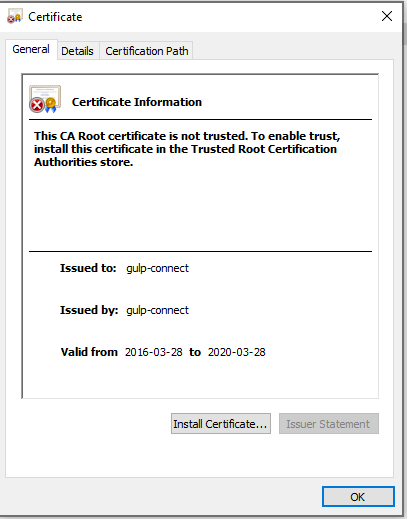 Certificate
General Details Certification Path
Certificate Information
This CA Root certificate is not trusted. To enable trust,
install this certificate in the Trusted Root Certification
Authorities store.
Issued to: gulp-connect
Issued by: gulp-connect
Valid from 2016-03-28 to 2020-03-28
Install Certificate... Issuer Statement
OK